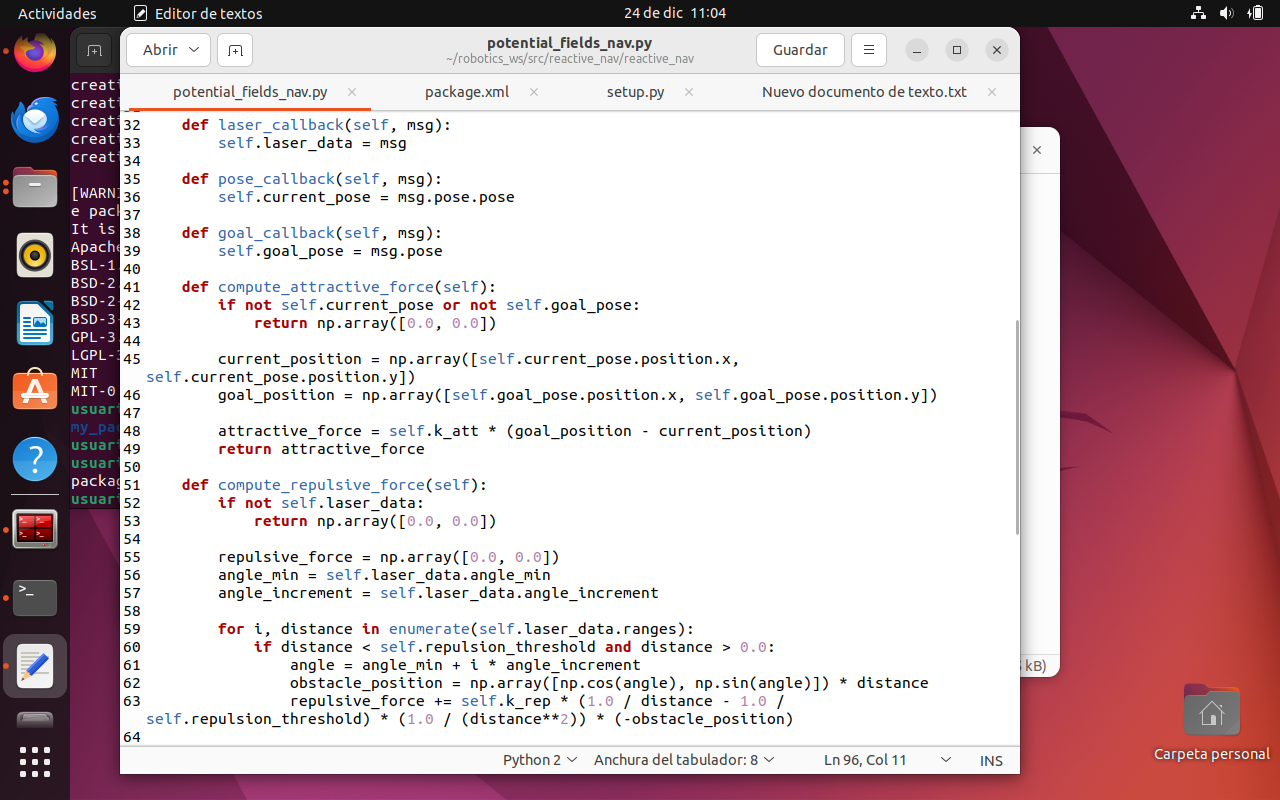 Actividades
Editor de textos
24 de dic 11:04
Abrir
potential_fields_nav.py
~/robotics_ws/src/reactive_nav/reactive_nav
Guardar
potential_fields_nav.py
package.xml
setup.py
Nuevo documento de texto.txt
32     def laser_callback(self, msg):
33         self.laser_data = msg
34
35     def pose_callback(self, msg):
36         self.current_pose = msg.pose.pose
37
38     def goal_callback(self, msg):
39         self.goal_pose = msg.pose
40
41     def compute_attractive_force(self):
42         if not self.current_pose or not self.goal_pose:
43             return np.array([0.0, 0.0])
44
45         current_position = np.array([self.current_pose.position.x,
self.current_pose.position.y])
46         goal_position = np.array([self.goal_pose.position.x, self.goal_pose.position.y])
47
48         attractive_force = self.k_att * (goal_position - current_position)
49         return attractive_force
50
51     def compute_repulsive_force(self):
52         if not self.laser_data:
53             return np.array([0.0, 0.0])
54
55         repulsive_force = np.array([0.0, 0.0])
56         angle_min = self.laser_data.angle_min
57         angle_increment = self.laser_data.angle_increment
58
59         for i, distance in enumerate(self.laser_data.ranges):
60             if distance < self.repulsion_threshold and distance > 0.0:
61                 angle = angle_min + i * angle_increment
62                 obstacle_position = np.array([np.cos(angle), np.sin(angle)]) * distance
63                 repulsive_force += self.k_rep * (1.0 / distance - 1.0 /
self.repulsion_threshold) * (1.0 / (distance**2)) * (-obstacle_position)
64
Python 2
Anchura del tabulador: 8
Ln 96, Col 11
INS
creati
creati
creati
creati
creati
[WARNI
e pack
It is
Apache
BSL-1
BSD-2
BSD-2-
BSD-3-
GPL-3
LGPL-3
MIT
MIT-0
usuari
my_pac
usuari
usuari
packag
usuari
kB)
Carpeta personal